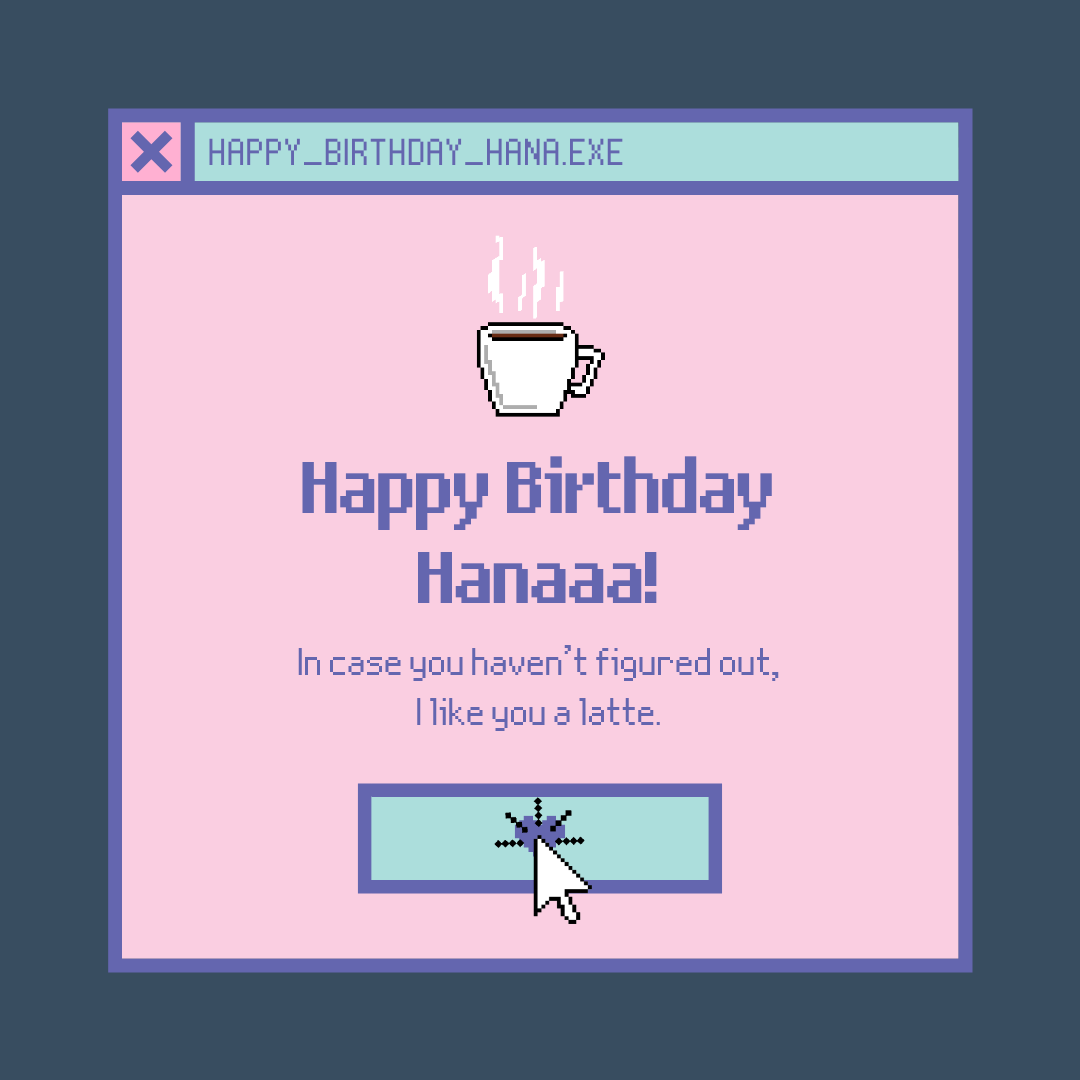 HAPPY_BIRTHDAY_HANA.EXE
Happy Birthday
Hanaaa!
In case you haven't figured out,
I like you a latte.